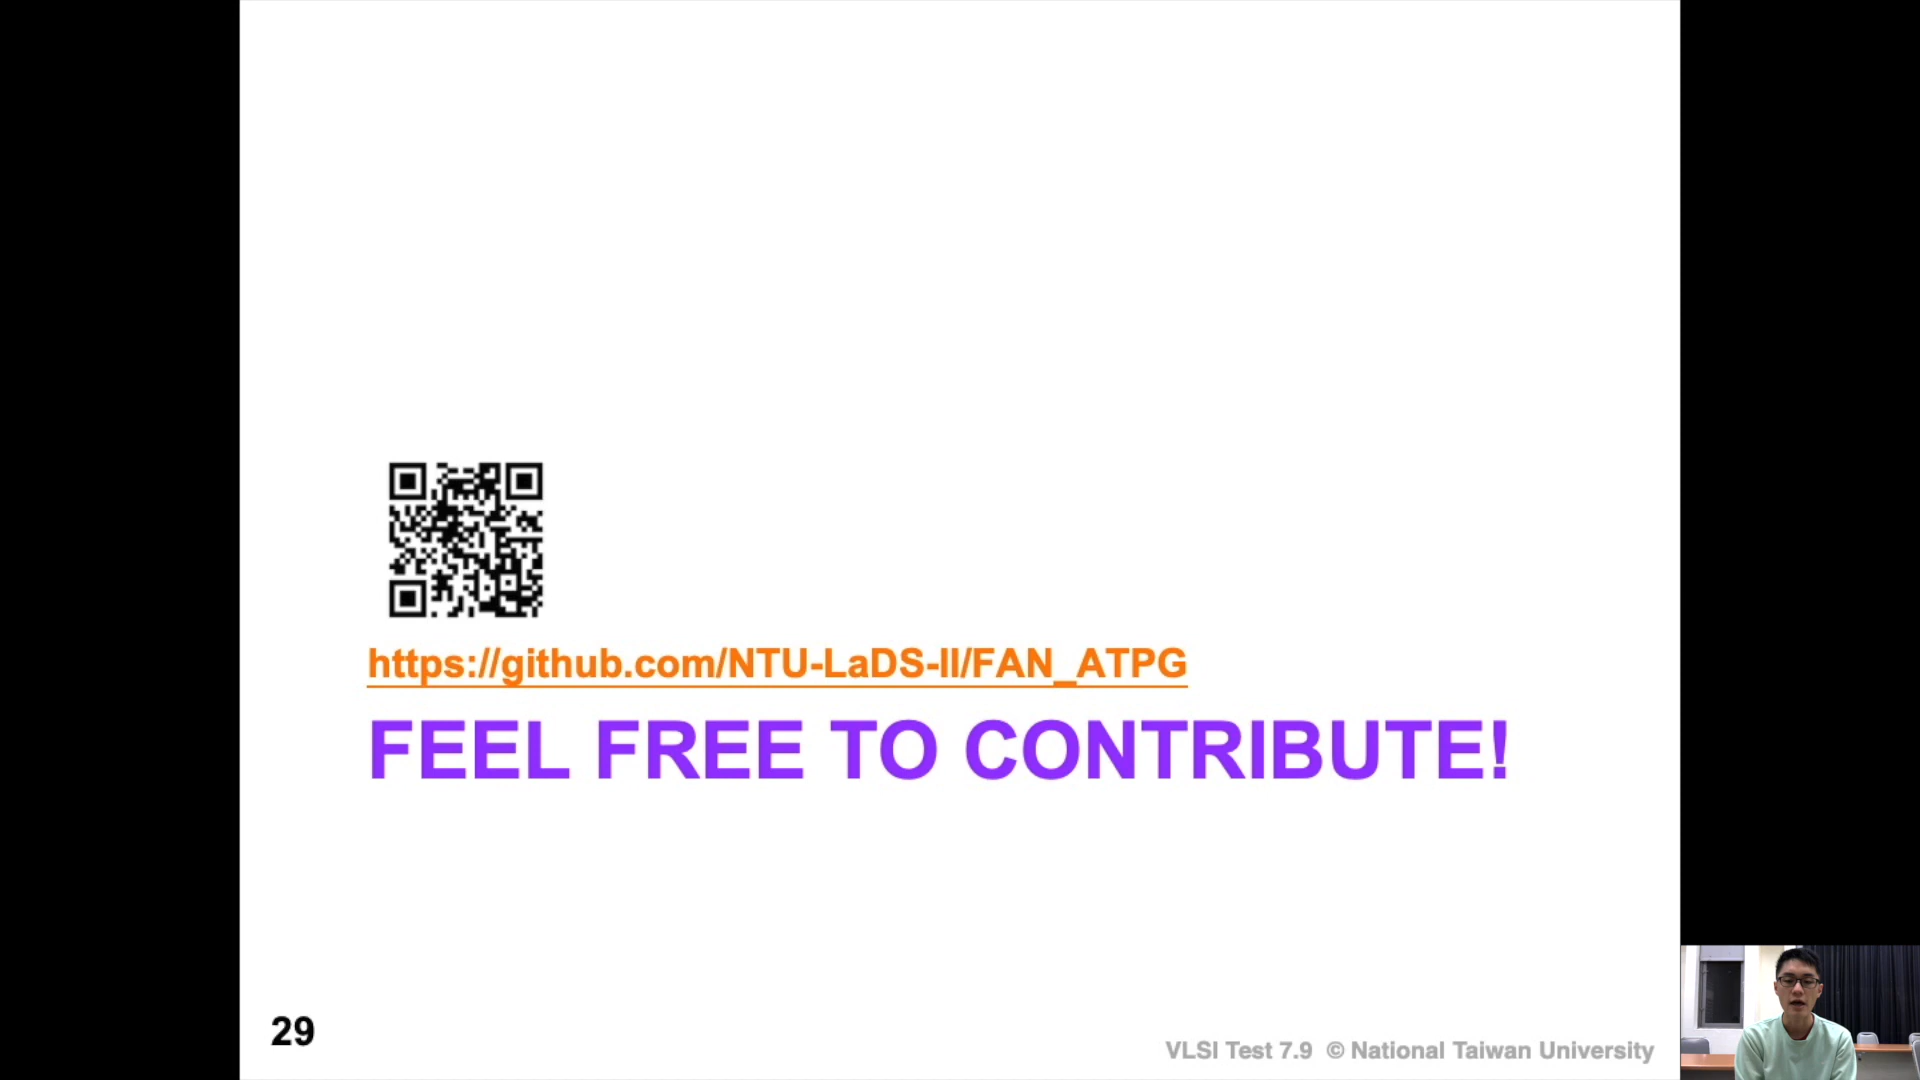 https://github.com/NTU-LaDS-II/FAN_ATPG
FEEL FREE TO CONTRIBUTE!
29
VLSI Test 7.9 © National Taiwan University